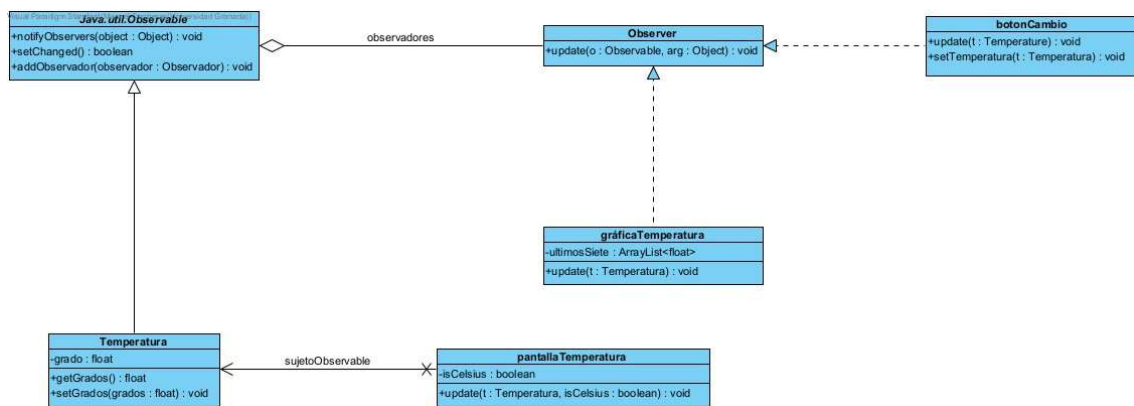 Java.util.Observable
+notifyObservers(object : Object) : void
+setChanged() : boolean
+addObservador(observador : Observador) : void
observadores
Observer
+update(o : Observable, arg : Object) : void
botonCambio
+update(t : Temperature) : void
+setTemperatura(t : Temperatura) : void
gráficaTemperatura
-ultimosSiete : ArrayList<float>
+update(t : Temperatura) : void
Temperatura
-grado : float
+getGrados() : float
+setGrados(grados : float) : void
sujetoObservable
pantallaTemperatura
-isCelsius : boolean
+update(t : Temperatura, isCelsius : boolean) : void